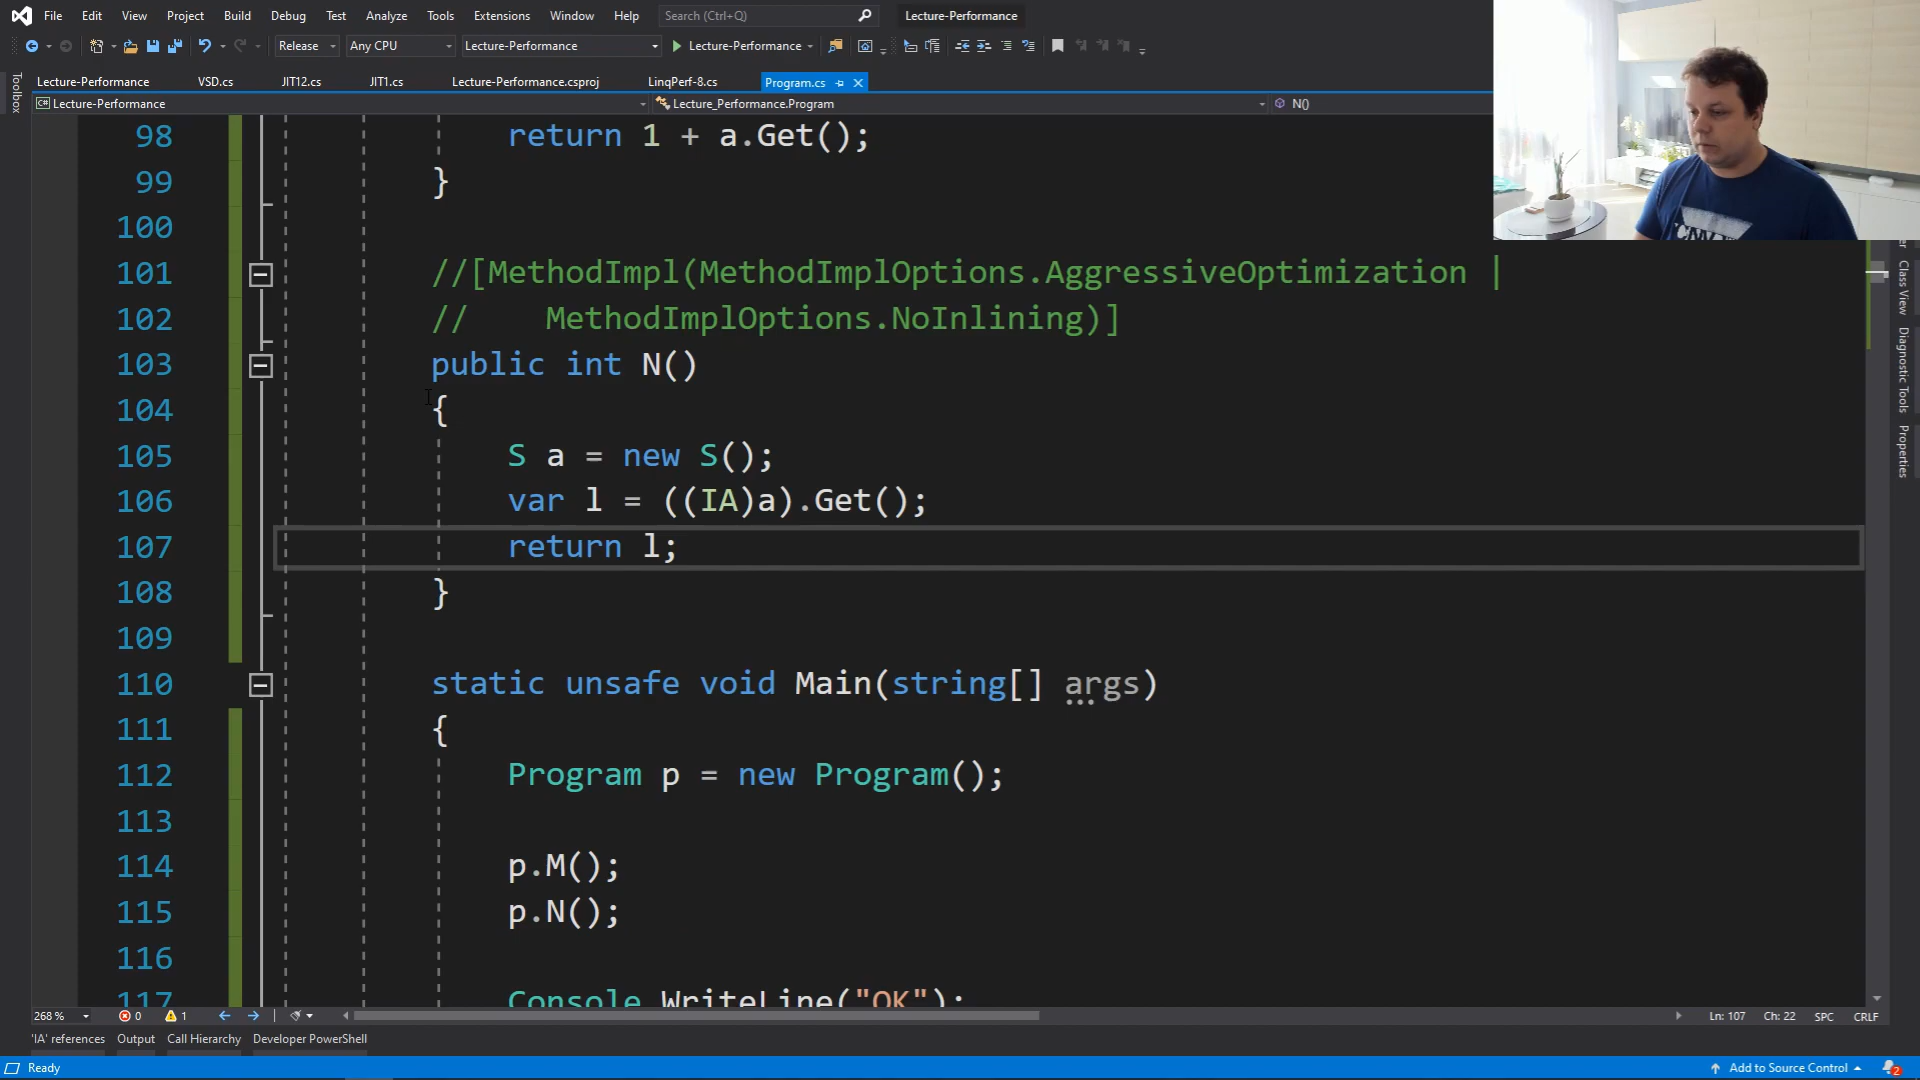 File Edit View Project Build Debug Test Analyze Tools Extensions Window Help Search (Ctrl+Q) Lecture-Performance
Release Any CPU Lecture-Performance Lecture-Performance
Lecture-Performance VSD.cs JIT12.cs JIT1.cs Lecture-Performance.csproj LinqPerf-8.cs Program.cs
Lecture-Performance Lecture_Performance.Program N()
Toolbox
98 return 1 + a.Get();
99 }
100
101 //[MethodImpl(MethodImplOptions.AggressiveOptimization |
102 // MethodImplOptions.NoInlining)]
103 public int N()
104 {
105 S a = new S();
106 var l = ((IA)a).Get();
107 return l;
108 }
109
110 static unsafe void Main(string[] args)
111 {
112 Program p = new Program();
113
114 p.M();
115 p.N();
116
117 Console.WriteLine("OK");
Class View
Diagnostic Tools
Properties
268 % 0 1 Ln: 107 Ch: 22 SPC CRLF
'IA' references Output Call Hierarchy Developer PowerShell
Ready Add to Source Control 2